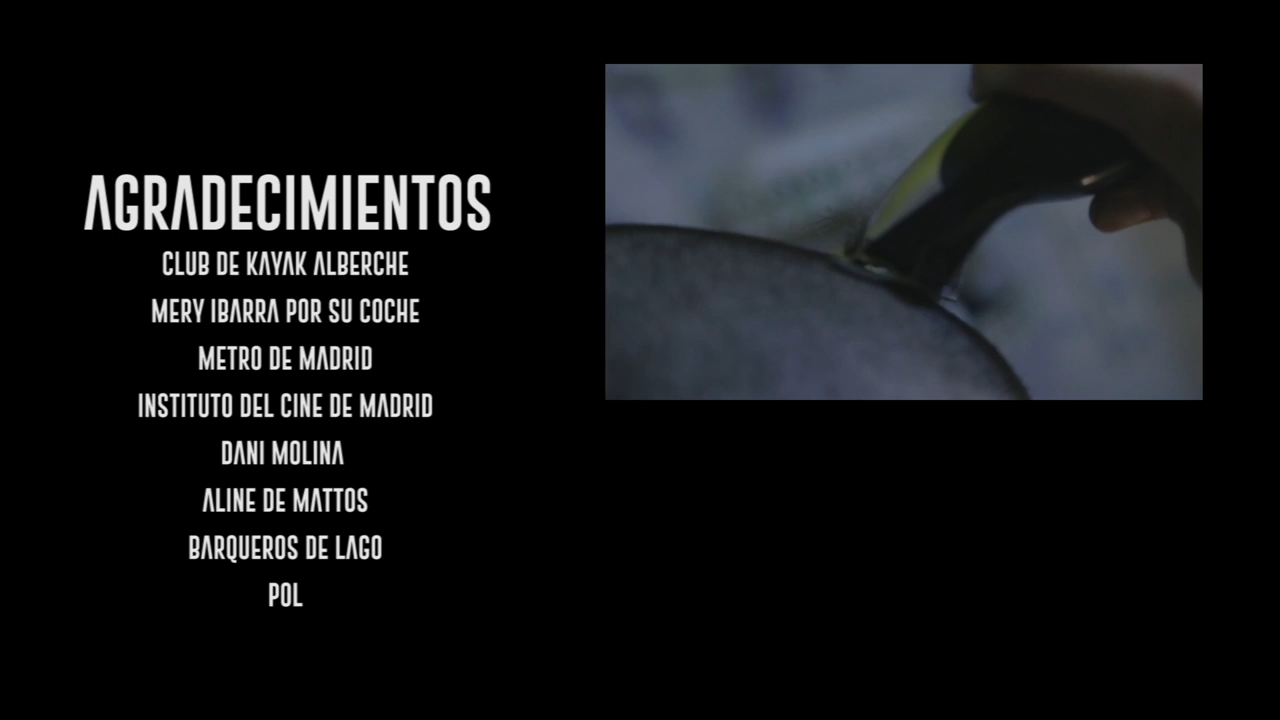 AGRADECIMIENTOS
CLUB DE KAYAK ALBERCHE
MERY IBARRA POR SU COCHE
METRO DE MADRID
INSTITUTO DEL CINE DE MADRID
DANI MOLINA
ALINE DE MATTOS
BARQUEROS DE LAGO
POL